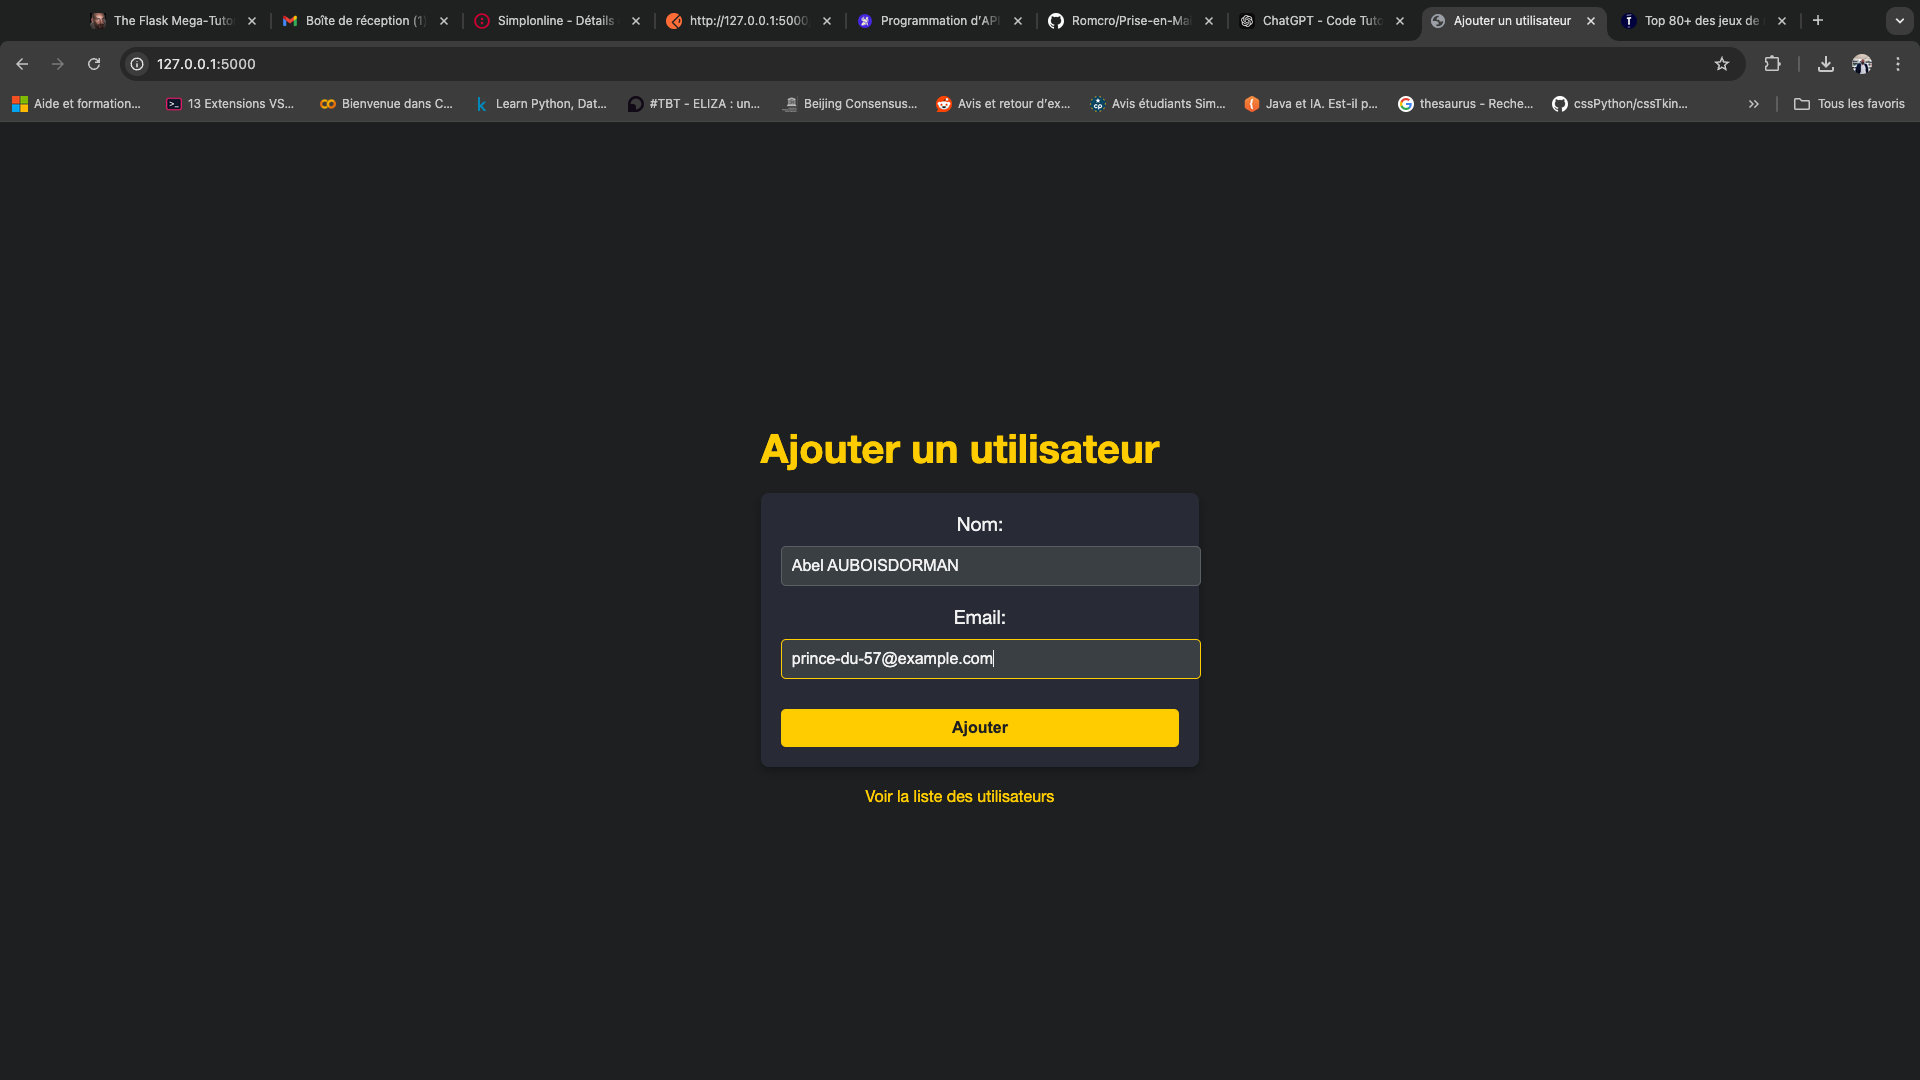 The Flask Mega-Tuto
Boîte de réception (1)
Simplonline - Détails
http://127.0.0.1:5000
Programmation d'API
Romcro/Prise-en-Mai
ChatGPT - Code Tuto
Ajouter un utilisateur
Top 80+ des jeux de
127.0.0.1:5000
Aide et formation...
13 Extensions VS...
Bienvenue dans C...
Learn Python, Dat...
#TBT - ELIZA : un...
Beijing Consensus...
Avis et retour d'ex...
Avis étudiants Sim...
Java et IA. Est-il p...
thesaurus - Reche...
cssPython/cssTkin...
Tous les favoris
Ajouter un utilisateur
Nom:
Abel AUBOISDORMAN
Email:
prince-du-57@example.com
Ajouter
Voir la liste des utilisateurs